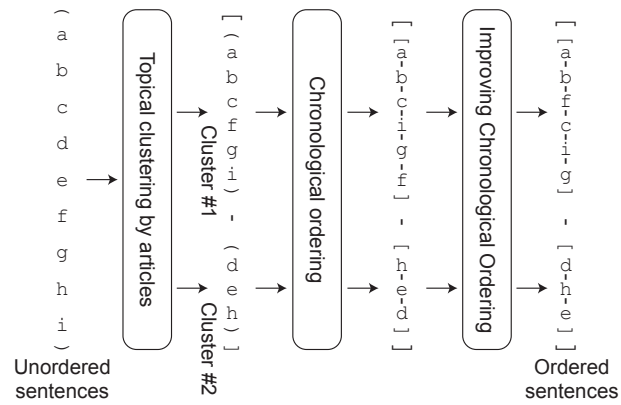 (
a
b
c
d
e
f
g
h
i
)
Unordered
sentences
Topical clustering by articles
[(a b c f g i) - (d e h)]
Cluster #1
Cluster #2
Chronological ordering
[[a-b-c-i-g-f] - [h-e-d]]
Improving Chronological Ordering
[[a-b-f-c-i-g] - [d-h-e]]
Ordered
sentences